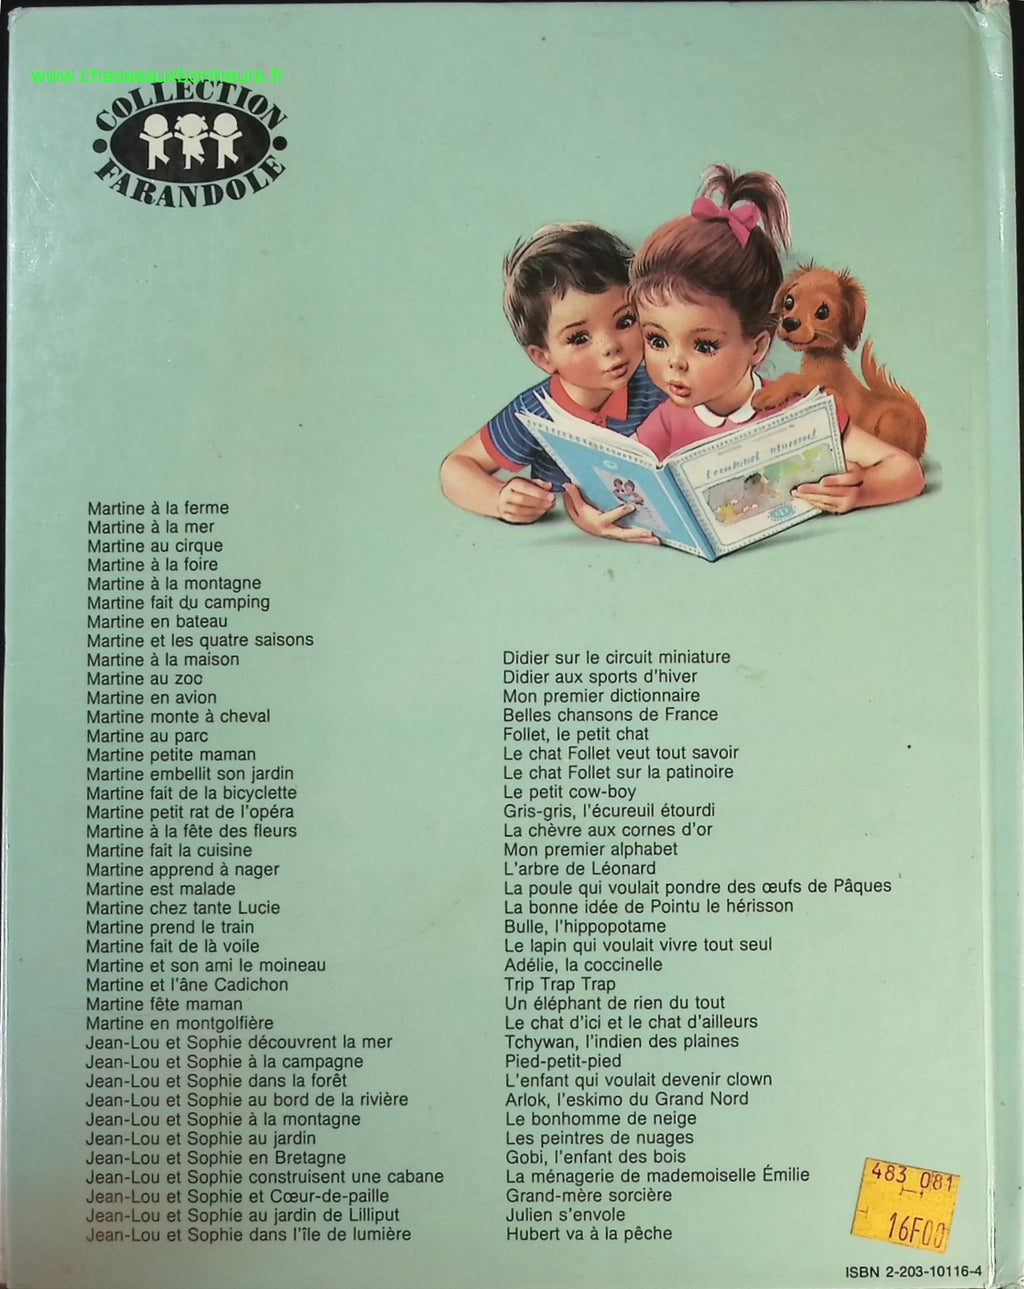 www.chasseauxbonheurs.fr
COLLECTION
FARANDOLE
Martine à la ferme
Martine à la mer
Martine au cirque
Martine à la foire
Martine à la montagne
Martine fait du camping
Martine en bateau
Martine et les quatre saisons
Martine à la maison
Martine au zoo
Martine en avion
Martine monte à cheval
Martine au parc
Martine petite maman
Martine embellit son jardin
Martine fait de la bicyclette
Martine petit rat de l'opéra
Martine à la fête des fleurs
Martine fait la cuisine
Martine apprend à nager
Martine est malade
Martine chez tante Lucie
Martine prend le train
Martine fait de la voile
Martine et son ami le moineau
Martine et l'âne Cadichon
Martine fête maman
Martine en montgolfière
Jean-Lou et Sophie découvrent la mer
Jean-Lou et Sophie à la campagne
Jean-Lou et Sophie dans la forêt
Jean-Lou et Sophie au bord de la rivière
Jean-Lou et Sophie à la montagne
Jean-Lou et Sophie au jardin
Jean-Lou et Sophie en Bretagne
Jean-Lou et Sophie construisent une cabane
Jean-Lou et Sophie et Cœur-de-paille
Jean-Lou et Sophie au jardin de Lilliput
Jean-Lou et Sophie dans l'île de lumière
Didier sur le circuit miniature
Didier aux sports d'hiver
Mon premier dictionnaire
Belles chansons de France
Follet, le petit chat
Le chat Follet veut tout savoir
Le chat Follet sur la patinoire
Le petit cow-boy
Gris-gris, l'écureuil étourdi
La chèvre aux cornes d'or
Mon premier alphabet
L'arbre de Léonard
La poule qui voulait pondre des œufs de Pâques
La bonne idée de Pointu le hérisson
Bulle, l'hippopotame
Le lapin qui voulait vivre tout seul
Adélie, la coccinelle
Trip Trap Trap
Un éléphant de rien du tout
Le chat d'ici et le chat d'ailleurs
Tchywan, l'indien des plaines
Pied-petit-pied
L'enfant qui voulait devenir clown
Arlok, l'eskimo du Grand Nord
Le bonhomme de neige
Les peintres de nuages
Gobi, l'enfant des bois
La ménagerie de mademoiselle Émilie
Grand-mère sorcière
Julien s'envole
Hubert va à la pêche
483 081
16F00
ISBN 2-203-10116-4